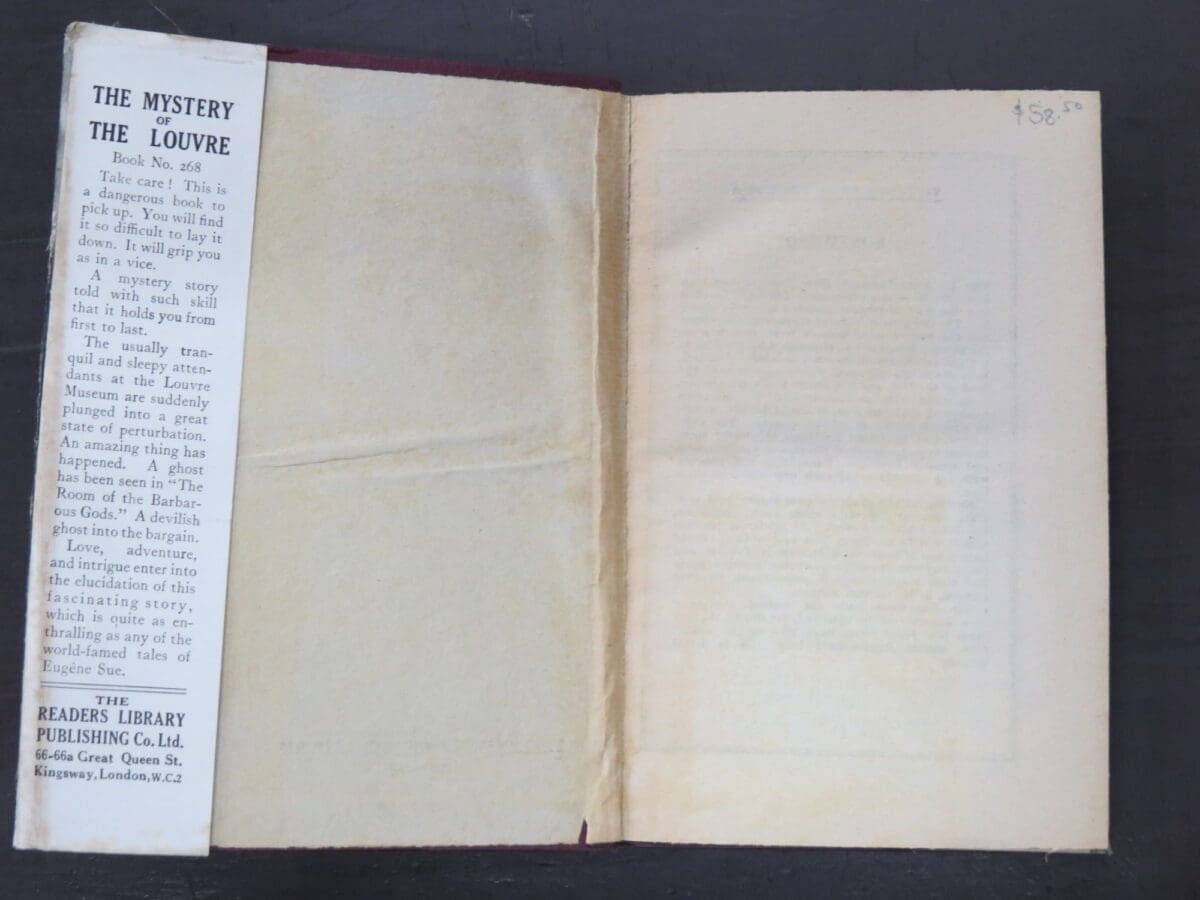 THE MYSTERY
OF
THE LOUVRE
Book No. 268
Take care! This is
a dangerous book to
pick up. You will find
it so difficult to lay it
down. It will grip you
as in a vice.
A mystery story
told with such skill
that it holds you from
first to last.
The usually tran-
quil and sleepy atten-
dants at the Louvre
Museum are suddenly
plunged into a great
state of perturbation.
An amazing thing has
happened. A ghost
has been seen in "The
Room of the Barbar-
ous Gods." A devilish
ghost into the bargain.
Love, adventure,
and intrigue enter into
the elucidation of this
fascinating story,
which is quite as en-
thralling as any of the
world-famed tales of
Eugéne Sue.
THE
READERS LIBRARY
PUBLISHING Co. Ltd.
66-66a Great Queen St.
Kingsway, London, W.C.2
$58.50